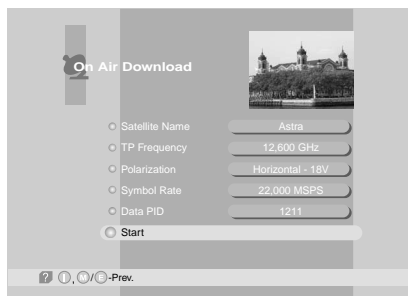 On Air Download
Satellite Name Astra
TP Frequency 12,600 GHz
Polarization Horizontal - 18V
Symbol Rate 22,000 MSPS
Data PID 1211
Start
? I, M/E-Prev.